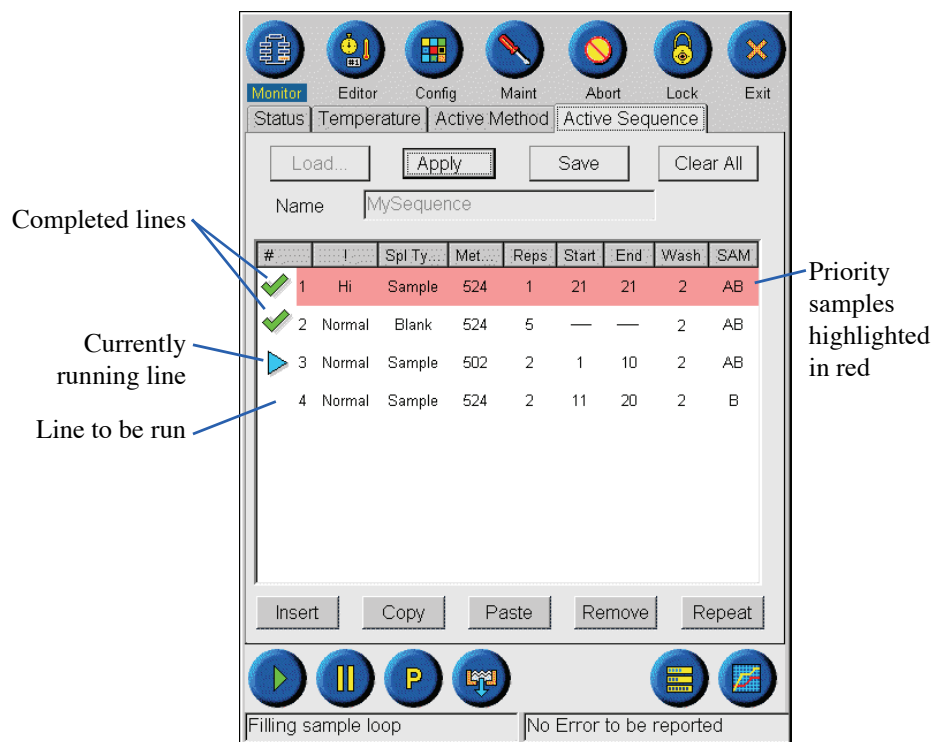 #1
Monitor Editor Config Maint Abort Lock Exit
Status Temperature Active Method Active Sequence
Load... Apply Save Clear All
Name MySequence
Completed lines
# ! Spl Ty... Met... Reps Start End Wash SAM
1 Hi Sample 524 1 21 21 2 AB
Priority
samples
highlighted
in red
2 Normal Blank 524 5 — — 2 AB
Currently
running line
3 Normal Sample 502 2 1 10 2 AB
Line to be run
4 Normal Sample 524 2 11 20 2 B
Insert Copy Paste Remove Repeat
P
Filling sample loop No Error to be reported